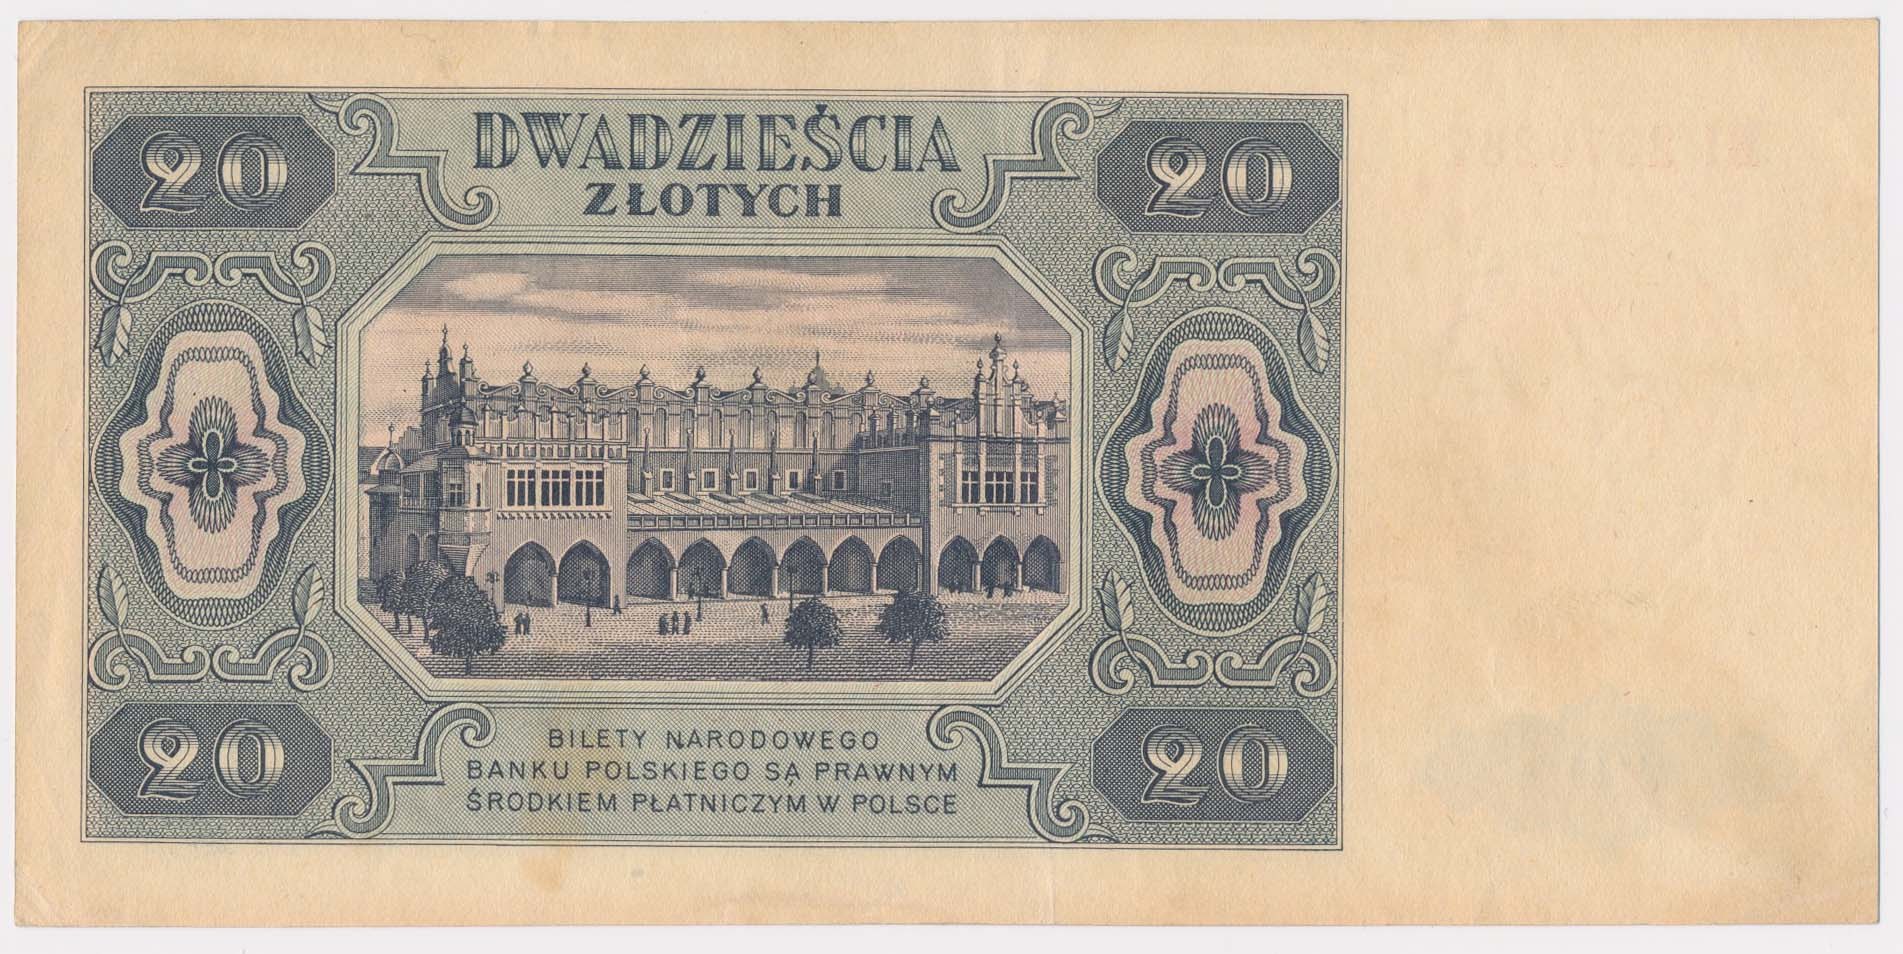 20 DWADZIEŚCIA 20
ZŁOTYCH
20 BILETY NARODOWEGO 20
BANKU POLSKIEGO SĄ PRAWNYM
ŚRODKIEM PŁATNICZYM W POLSCE